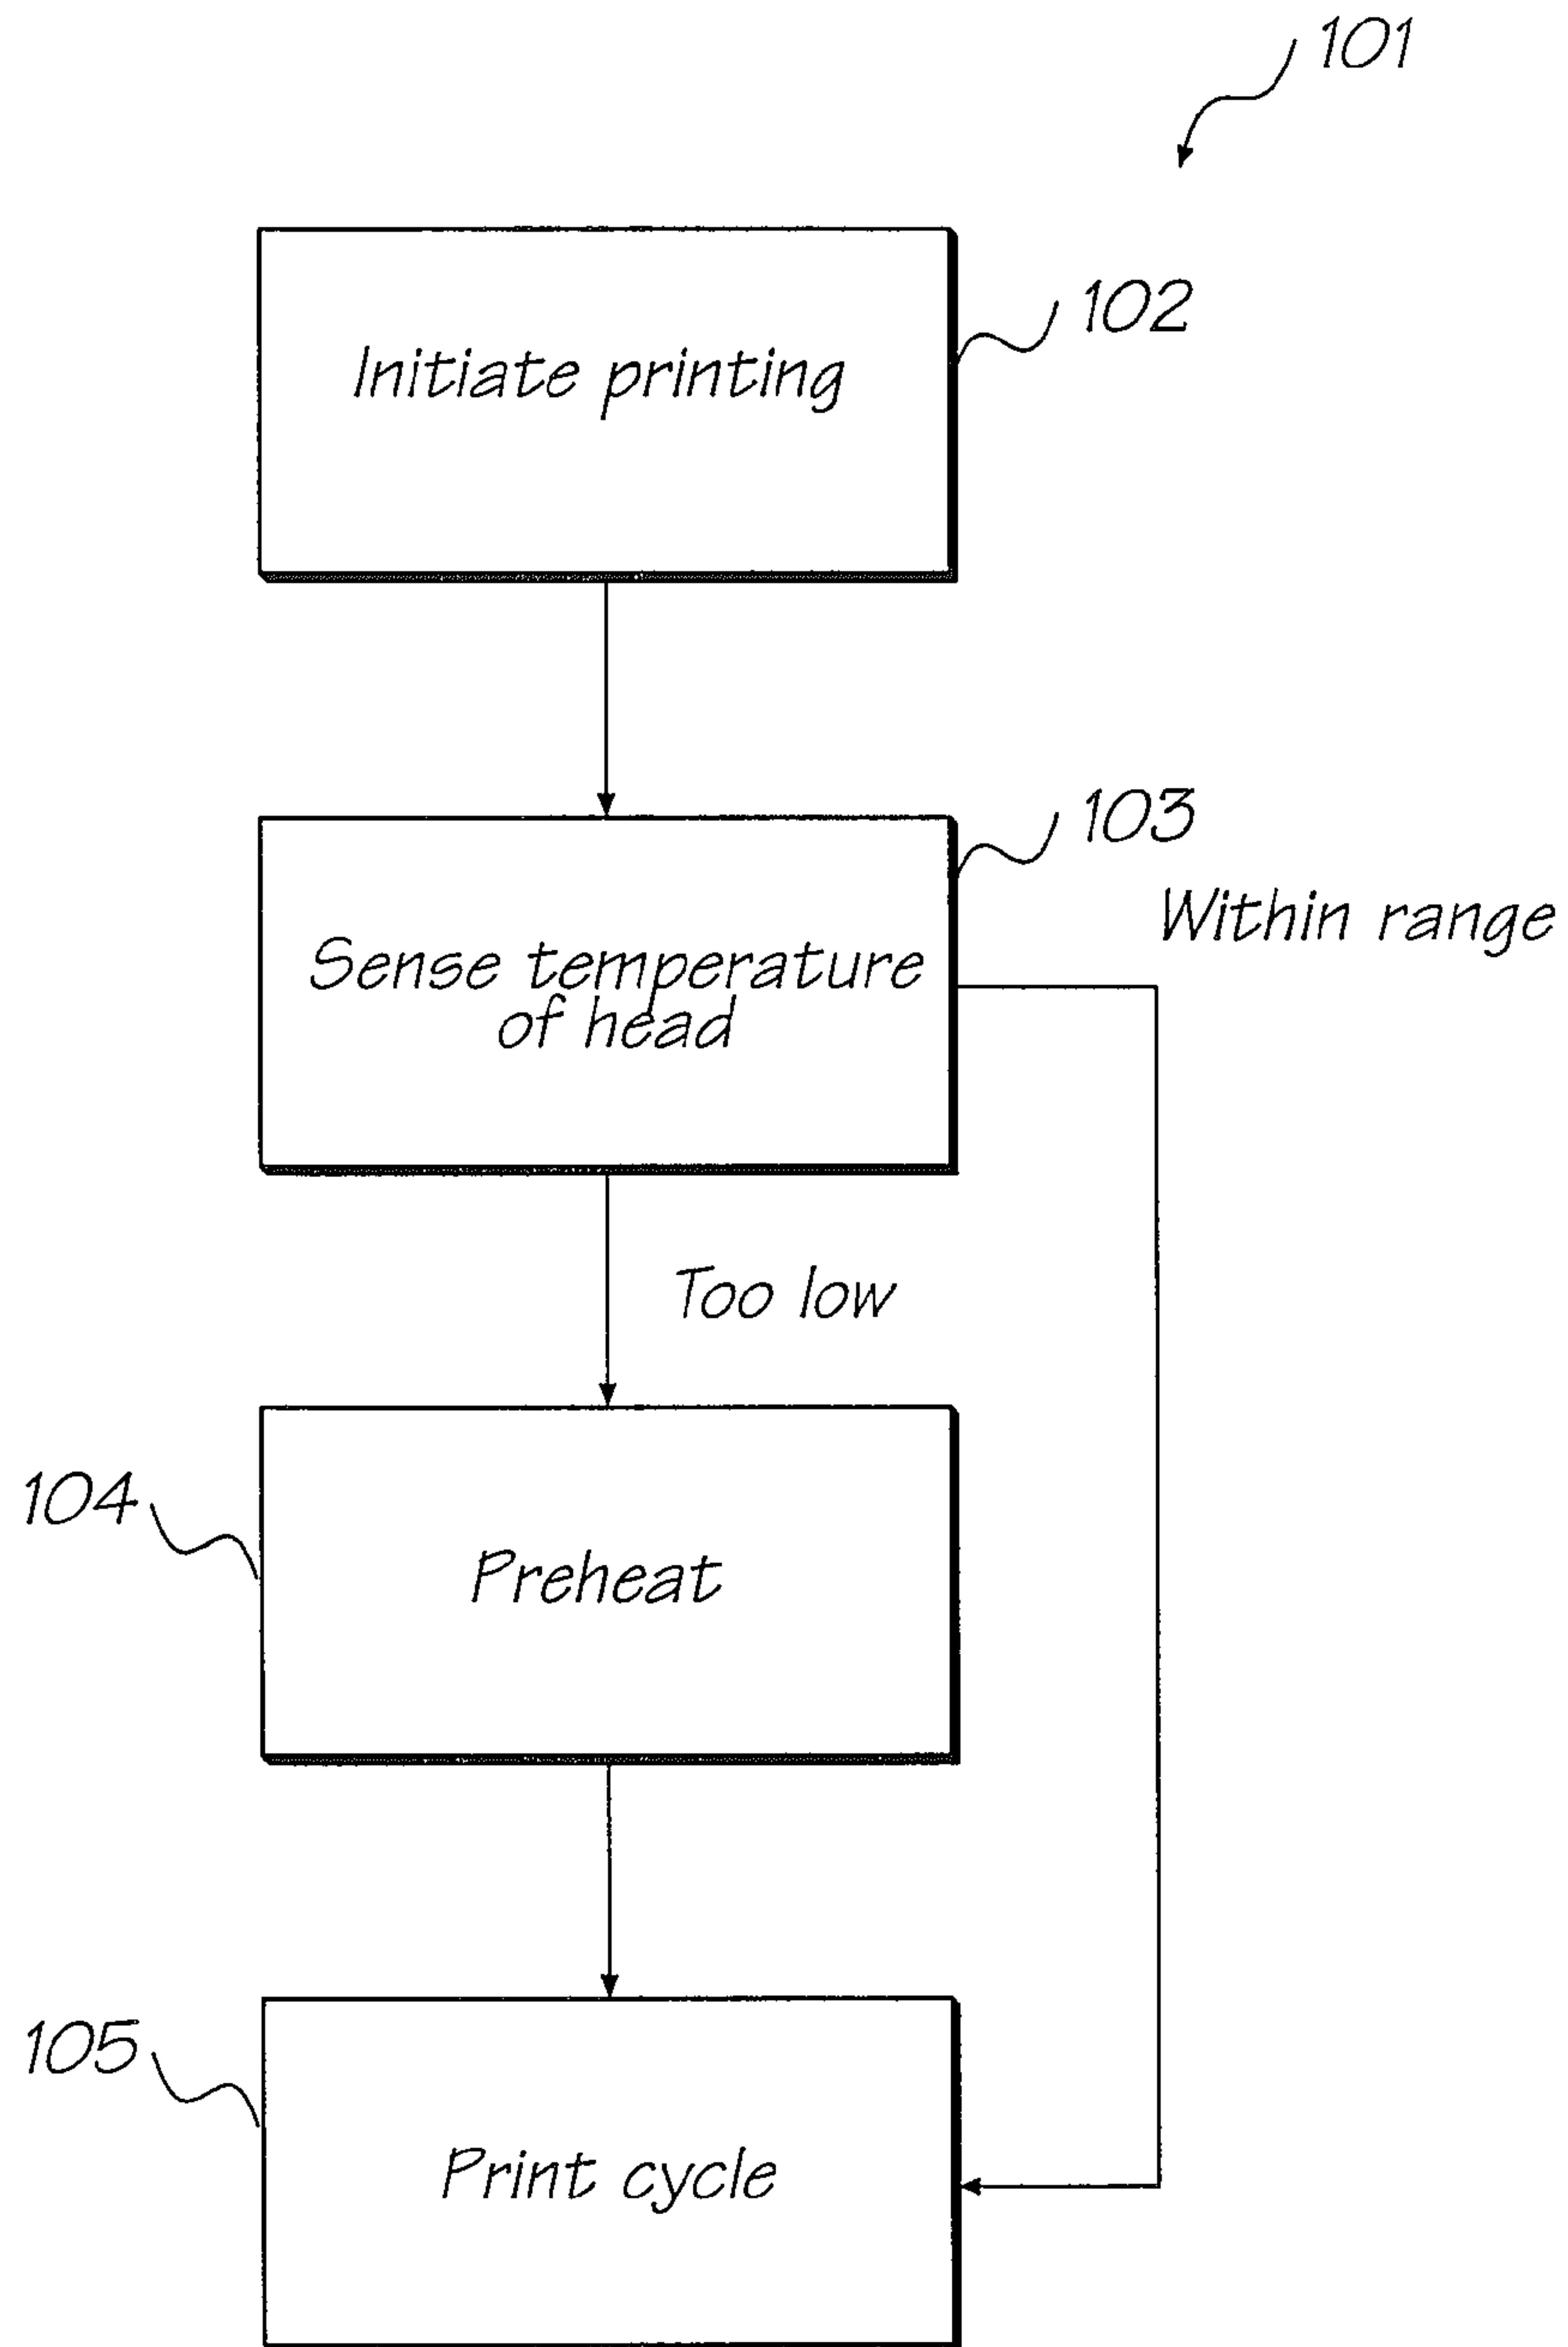 101
Initiate printing
102
103
Within range
Sense temperature
of head
Too low
104
Preheat
105
Print cycle